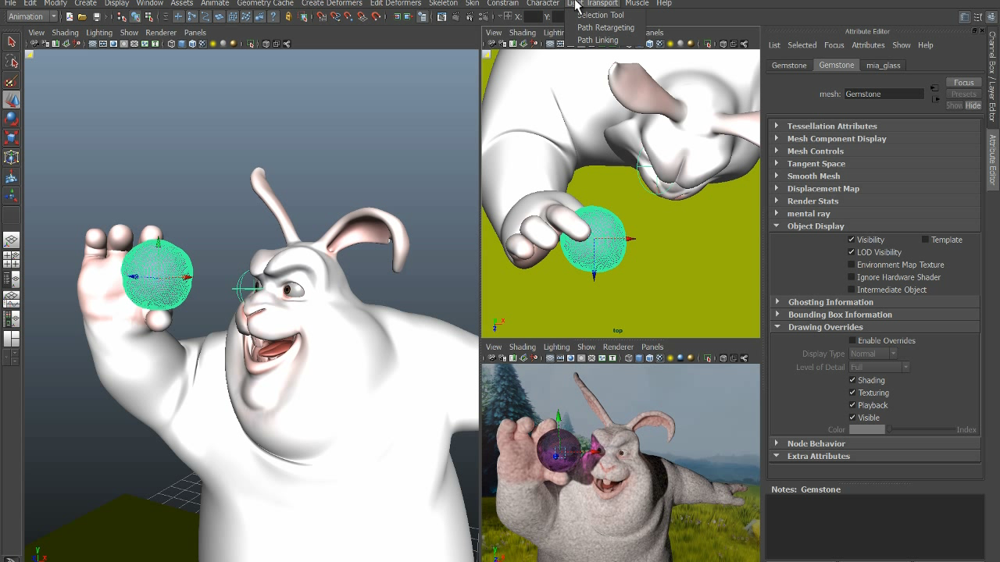 File Edit Modify Create Display Window Assets Animate Geometry Cache Create Deformers Edit Deformers Skeleton Skin Constrain Character Light Transport Muscle Help
Animation X: Y:
Selection Tool
Path Retargeting
Path Linking
View Shading Lighting Show Renderer Panels
View Shading Panels
Attribute Editor
List Selected Focus Attributes Show Help
Gemstone Gemstone mia_glass
mesh: Gemstone
Focus
Presets
Show Hide
Tessellation Attributes
Mesh Component Display
Mesh Controls
Tangent Space
Smooth Mesh
Displacement Map
Render Stats
mental ray
Object Display
Visibility Template
LOD Visibility
Environment Map Texture
Ignore Hardware Shader
Intermediate Object
Ghosting Information
Bounding Box Information
Drawing Overrides
Enable Overrides
Display Type Normal
Level of Detail Full
Shading
Texturing
Playback
Visible
Color Index
Node Behavior
Extra Attributes
Notes: Gemstone
Channel Box / Layer Editor
Attribute Editor
top
View Shading Lighting Show Renderer Panels